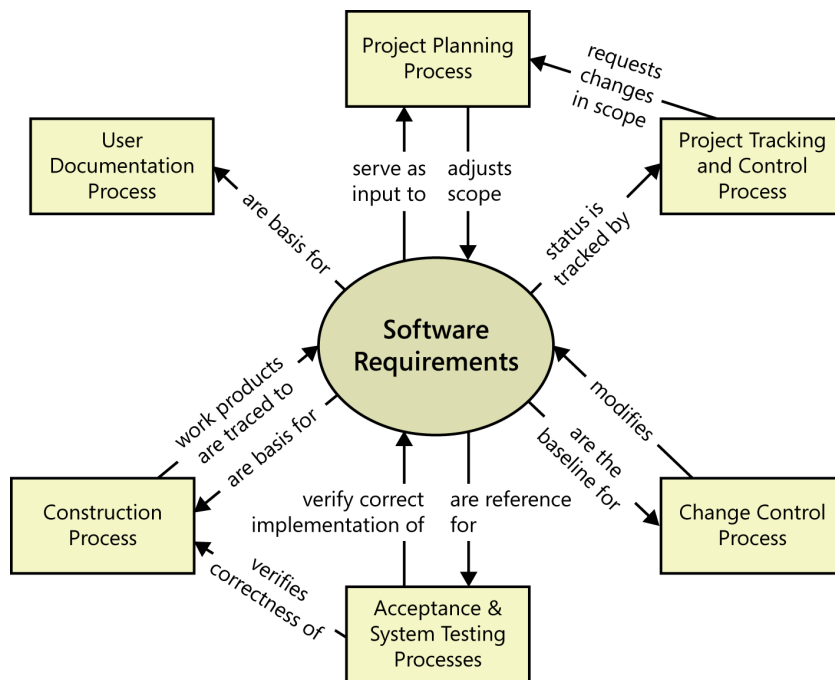 Project Planning
Process
requests
changes
in scope
User
Documentation
Process
Project Tracking
and Control
Process
serve as
input to
adjusts
scope
are basis for
status is
tracked by
Software
Requirements
work products
are traced to
are basis for
modifies
are the
baseline for
Construction
Process
verify correct
implementation of
are reference
for
Change Control
Process
verifies
correctness of
Acceptance &
System Testing
Processes